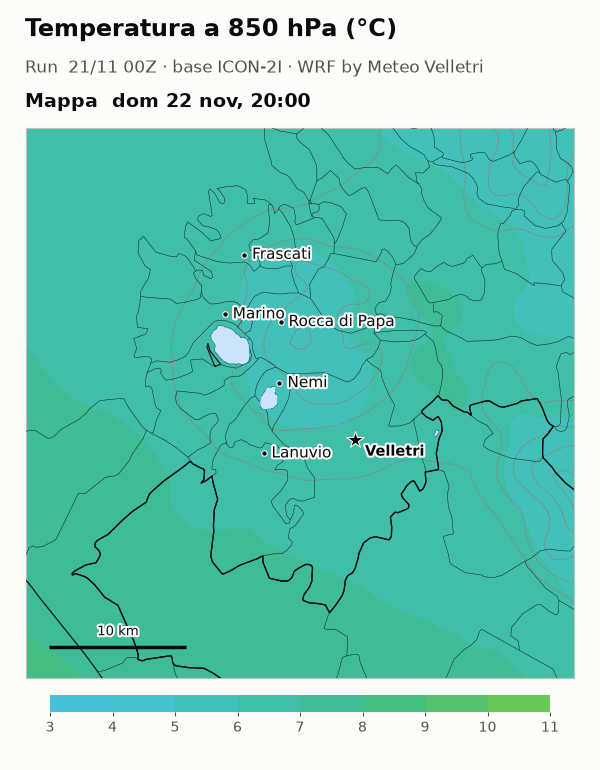 Temperatura a 850 hPa (°C)
Run  21/11 00Z · base ICON-2I · WRF by Meteo Velletri
Mappa  dom 22 nov, 20:00
Frascati
Marino
Rocca di Papa
Nemi
Velletri
Lanuvio
10 km
3 4 5 6 7 8 9 10 11